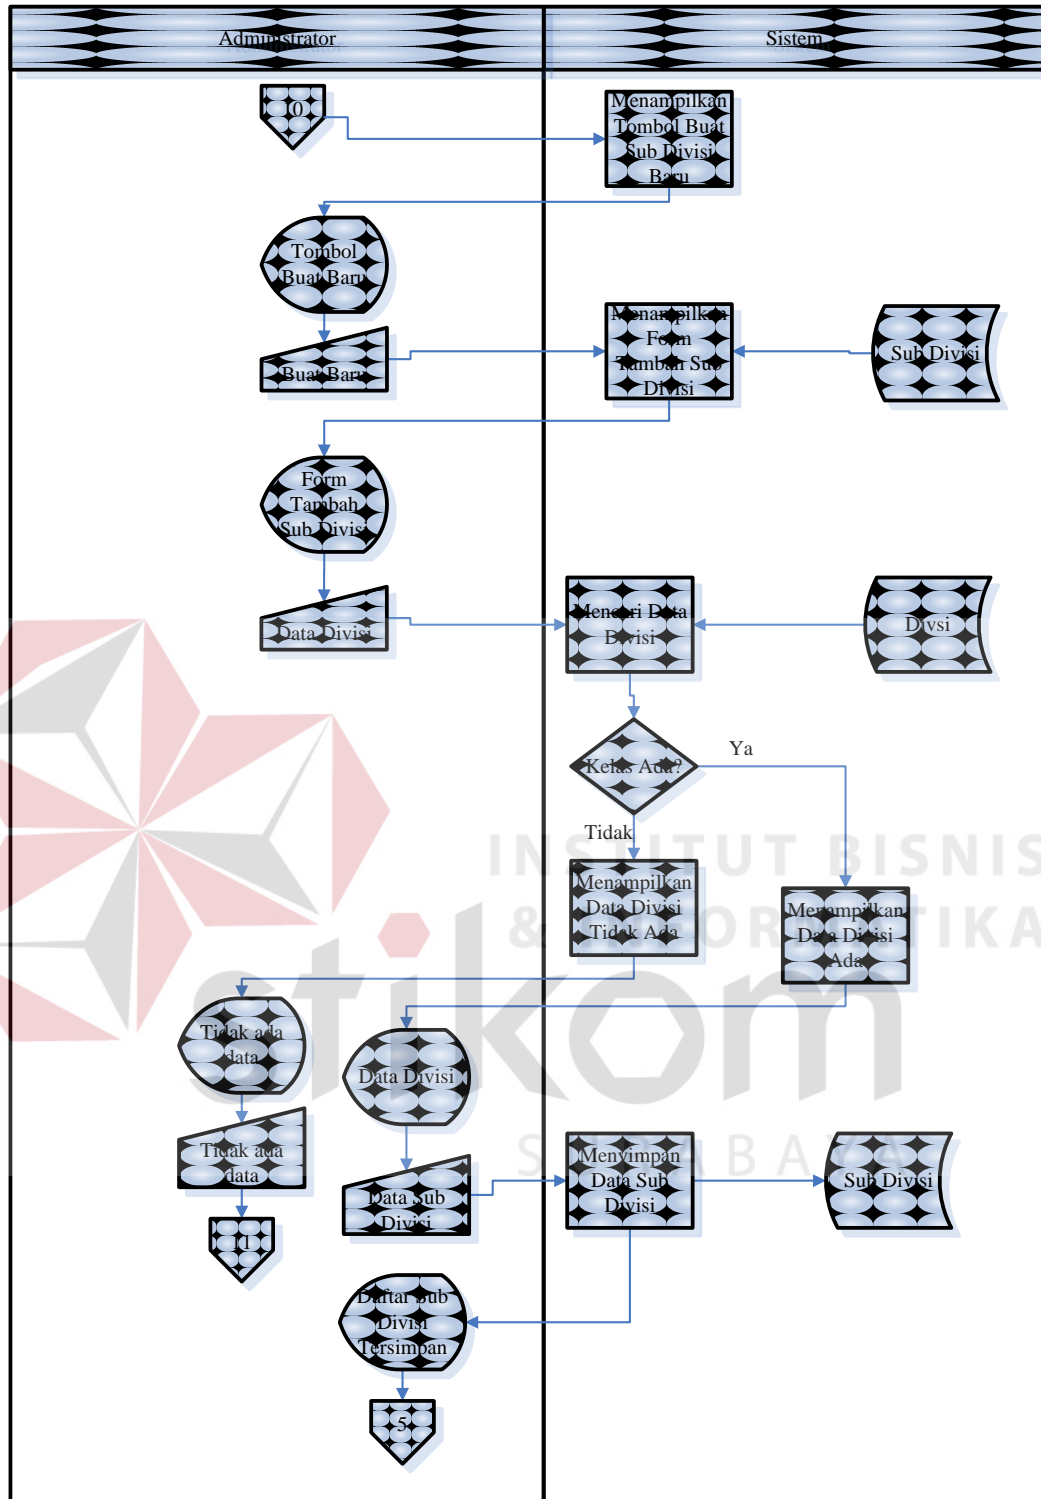 Administrator
Sistem
10
Menampilkan
Tombol Buat
Sub Divisi
Baru
Tombol
Buat Baru
Buat Baru
Menampilkan
Form
Tambah Sub
Divisi
Sub Divisi
Form
Tambah
Sub Divisi
Data Divisi
Mencari Data
Divisi
Divsi
Kelas Ada?
Ya
Tidak
Menampilkan
Data Divisi
Tidak Ada
Menampilkan
Data Divisi
Ada
INSTITUT BISNIS
& INFORMATIKA
stikom
SURABAYA
Tidak ada
data
Data Divisi
Tidak ada
data
Data Sub
Divisi
Menyimpan
Data Sub
Divisi
Sub Divisi
11
Daftar Sub
Divisi
Tersimpan
5